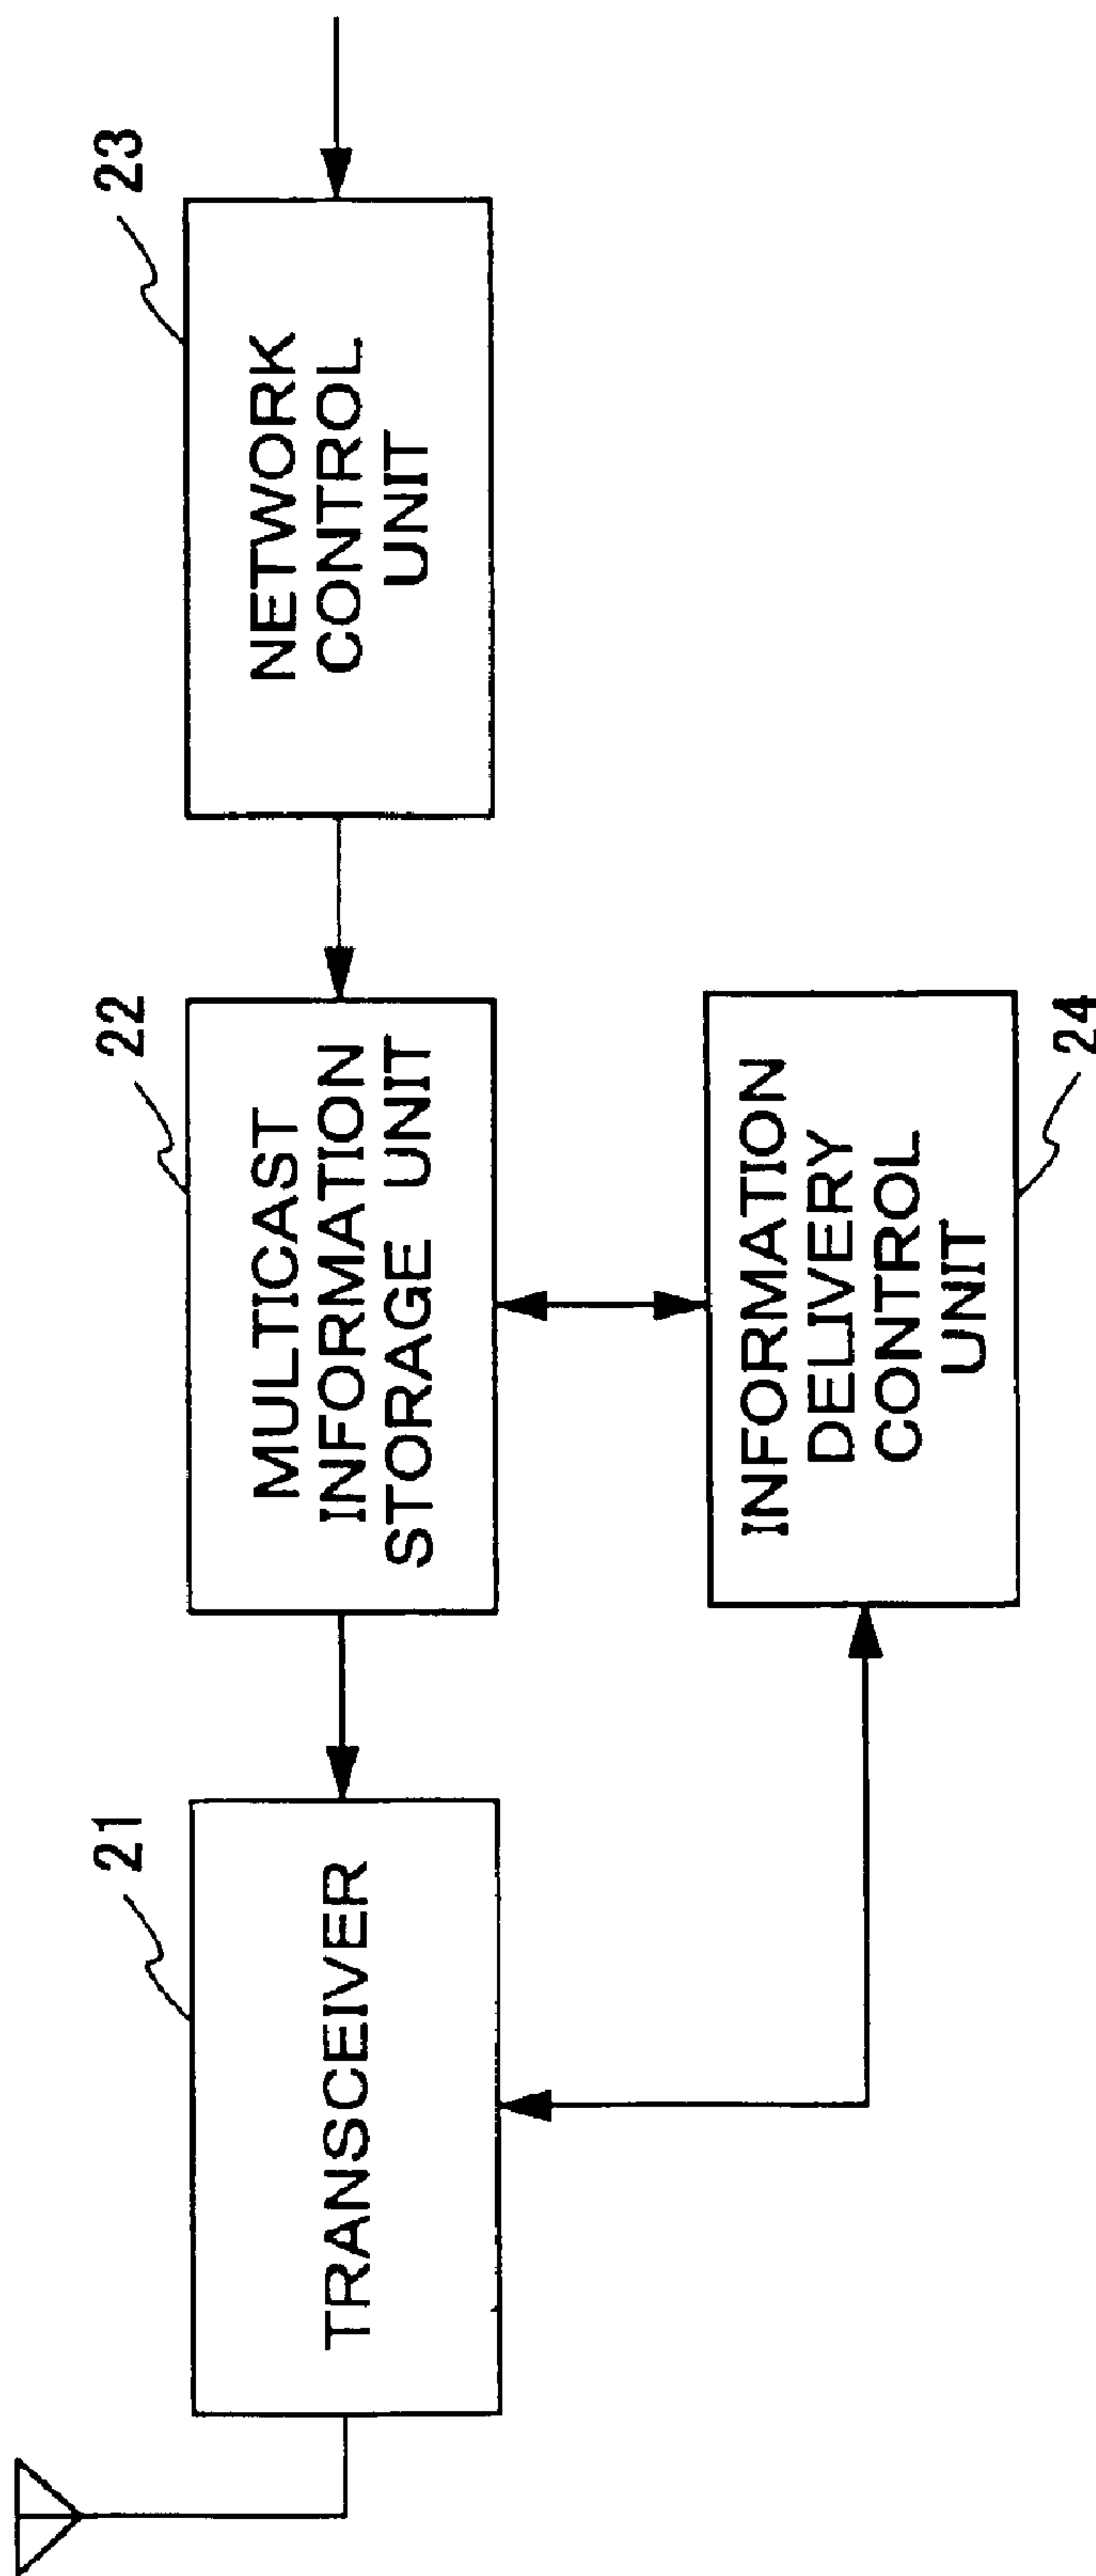 21
TRANSCEIVER
22
MULTICAST
INFORMATION
STORAGE UNIT
23
NETWORK
CONTROL
UNIT
INFORMATION
DELIVERY
CONTROL
UNIT
24